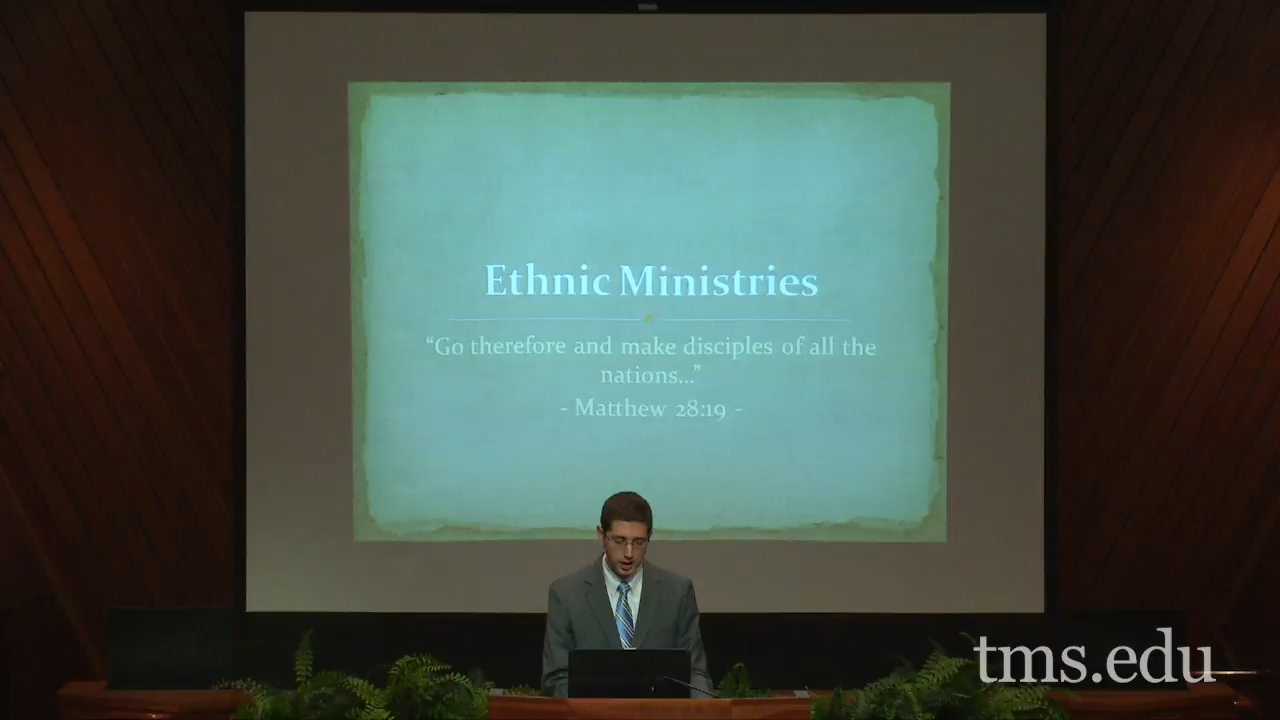 Ethnic Ministries
“Go therefore and make disciples of all the
nations...”
- Matthew 28:19 -
tms.edu